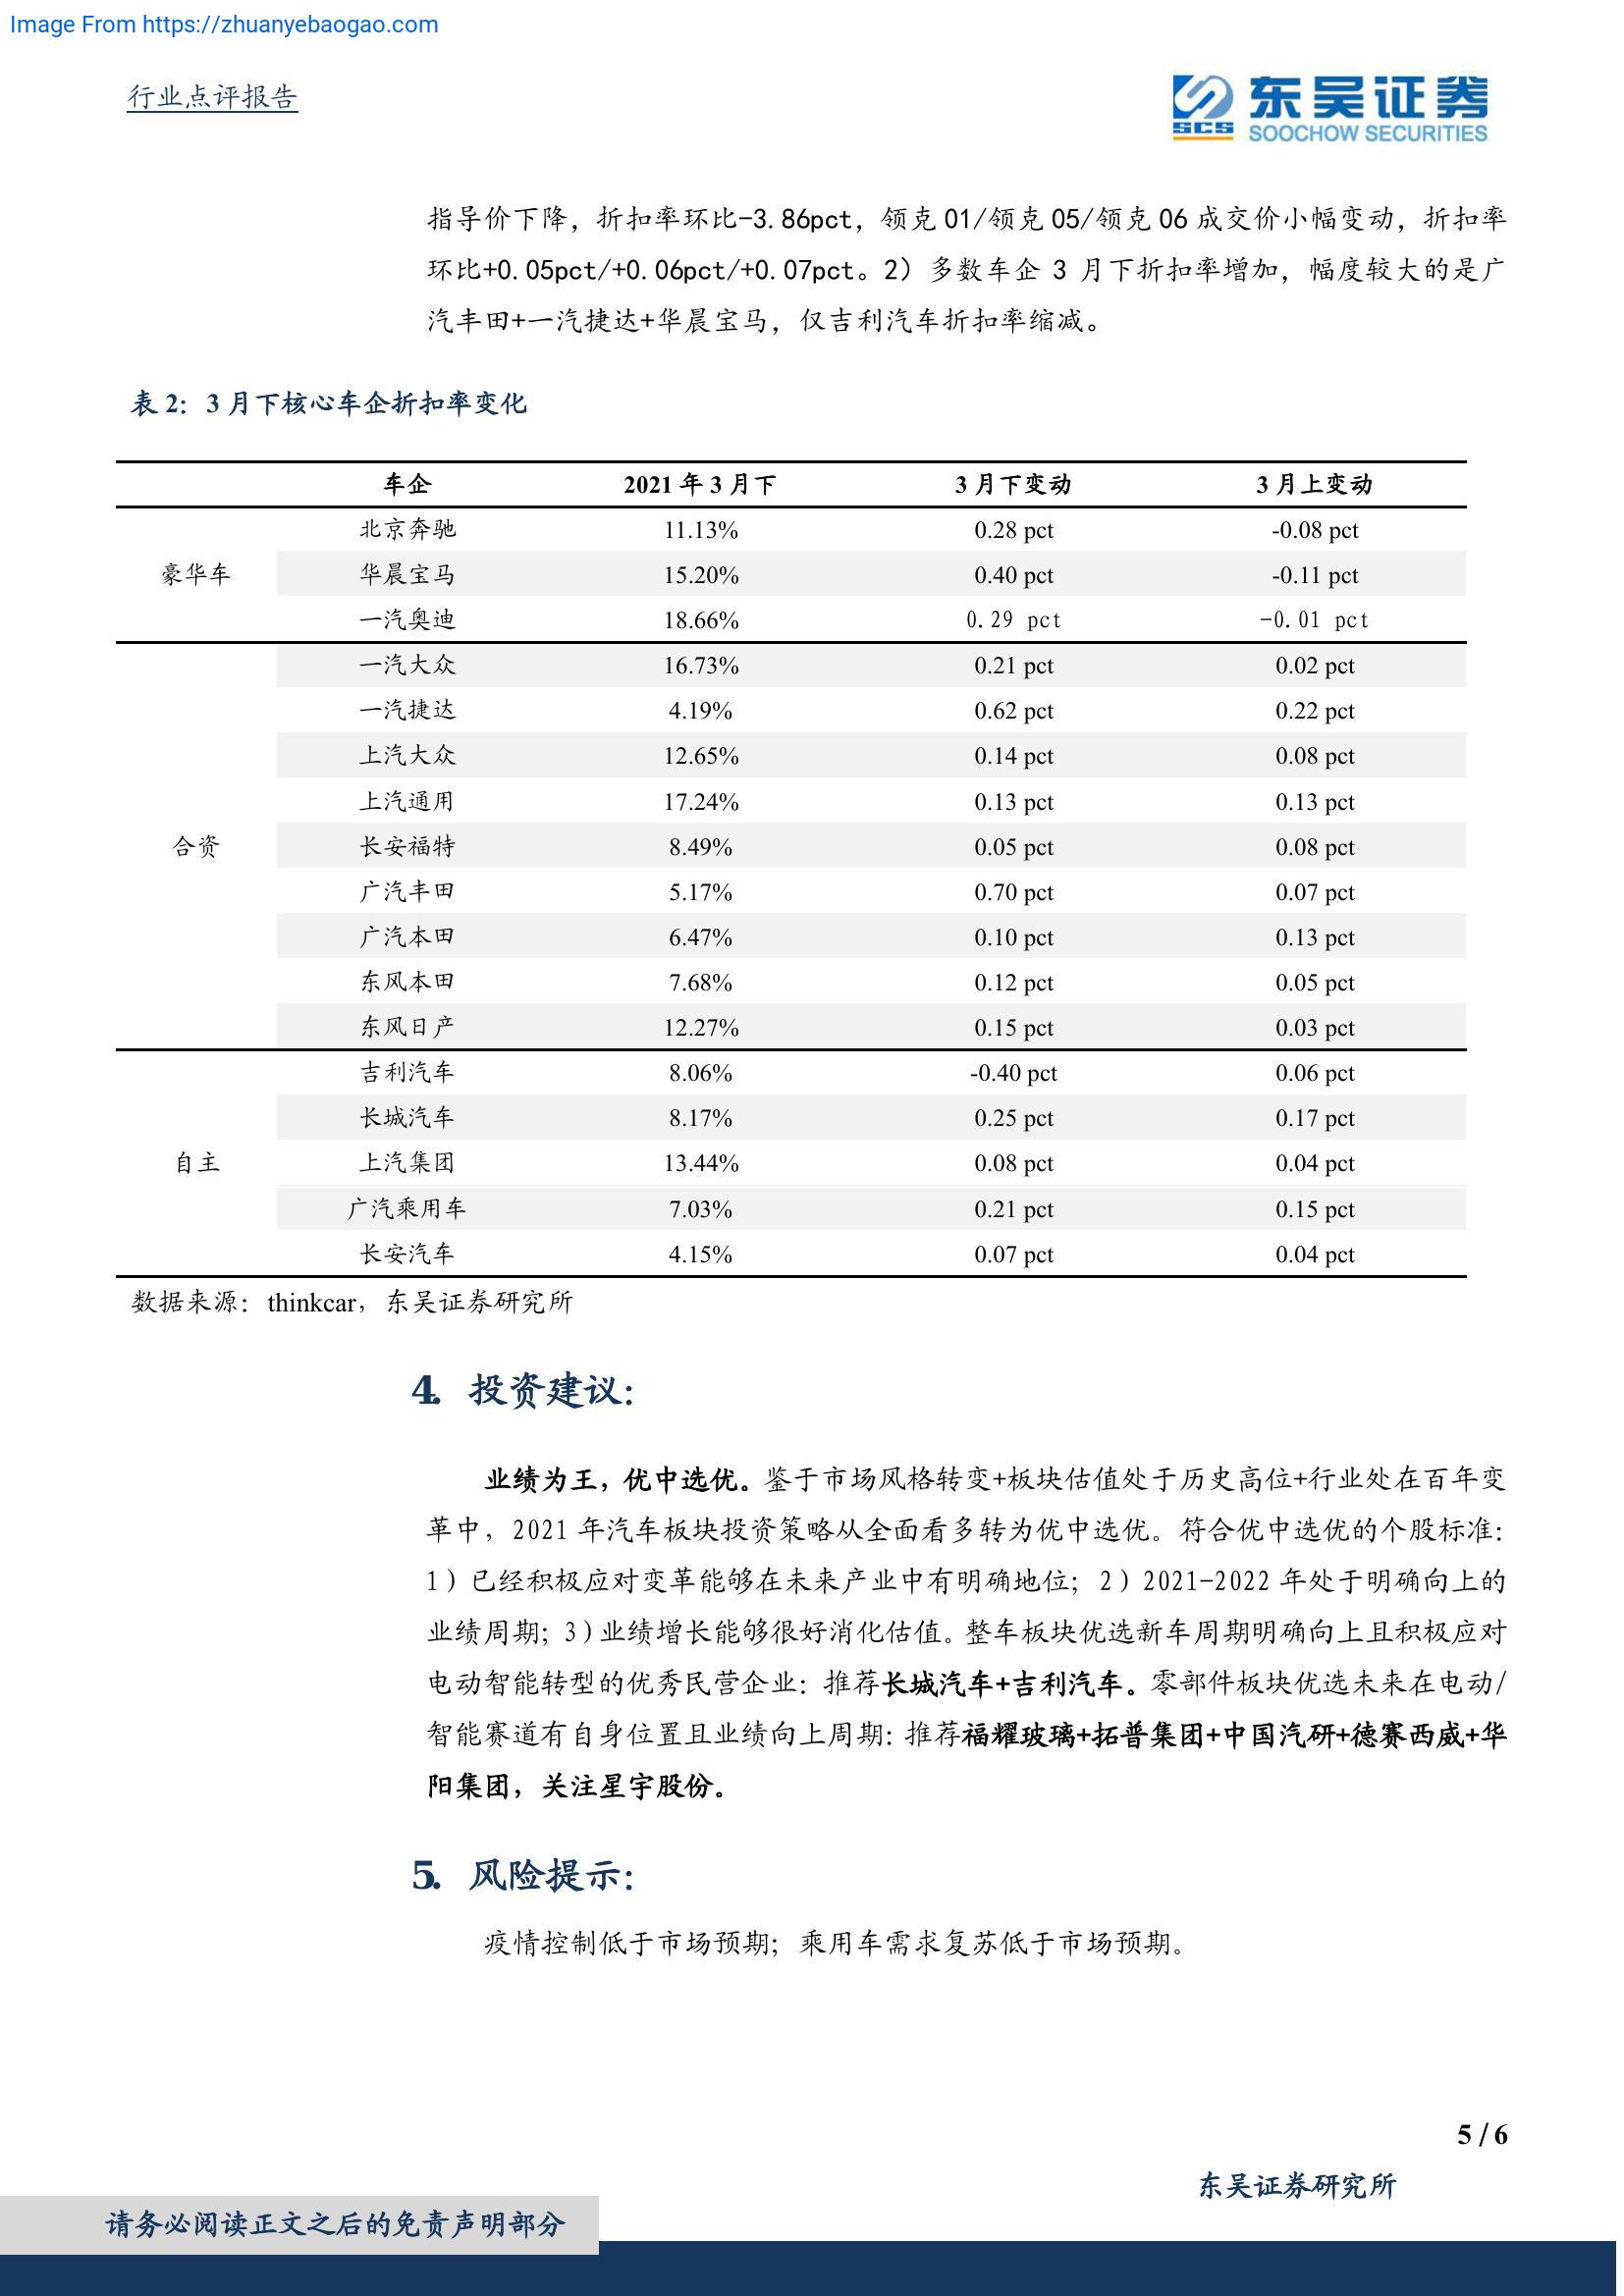 Image From https://zhuanyebaogao.com
行业点评报告
SCS 东吴证券
SOOCHOW SECURITIES
指导价下降，折扣率环比-3.86pct，领克 01/领克 05/领克 06 成交价小幅变动，折扣率
环比+0.05pct/+0.06pct/+0.07pct。2）多数车企 3 月下折扣率增加，幅度较大的是广
汽丰田+一汽捷达+华晨宝马，仅吉利汽车折扣率缩减。
表 2：3 月下核心车企折扣率变化
车企 2021 年 3 月下 3 月下变动 3 月上变动
北京奔驰 11.13% 0.28 pct -0.08 pct
豪华车 华晨宝马 15.20% 0.40 pct -0.11 pct
一汽奥迪 18.66% 0.29 pct -0.01 pct
一汽大众 16.73% 0.21 pct 0.02 pct
一汽捷达 4.19% 0.62 pct 0.22 pct
上汽大众 12.65% 0.14 pct 0.08 pct
上汽通用 17.24% 0.13 pct 0.13 pct
合资 长安福特 8.49% 0.05 pct 0.08 pct
广汽丰田 5.17% 0.70 pct 0.07 pct
广汽本田 6.47% 0.10 pct 0.13 pct
东风本田 7.68% 0.12 pct 0.05 pct
东风日产 12.27% 0.15 pct 0.03 pct
吉利汽车 8.06% -0.40 pct 0.06 pct
长城汽车 8.17% 0.25 pct 0.17 pct
自主 上汽集团 13.44% 0.08 pct 0.04 pct
广汽乘用车 7.03% 0.21 pct 0.15 pct
长安汽车 4.15% 0.07 pct 0.04 pct
数据来源：thinkcar，东吴证券研究所
4. 投资建议：
业绩为王，优中选优。鉴于市场风格转变+板块估值处于历史高位+行业处在百年变
革中，2021 年汽车板块投资策略从全面看多转为优中选优。符合优中选优的个股标准：
1）已经积极应对变革能够在未来产业中有明确地位；2）2021-2022 年处于明确向上的
业绩周期；3）业绩增长能够很好消化估值。整车板块优选新车周期明确向上且积极应对
电动智能转型的优秀民营企业：推荐长城汽车+吉利汽车。零部件板块优选未来在电动/
智能赛道有自身位置且业绩向上周期：推荐福耀玻璃+拓普集团+中国汽研+德赛西威+华
阳集团，关注星宇股份。
5. 风险提示：
疫情控制低于市场预期；乘用车需求复苏低于市场预期。
5 / 6
东吴证券研究所
请务必阅读正文之后的免责声明部分